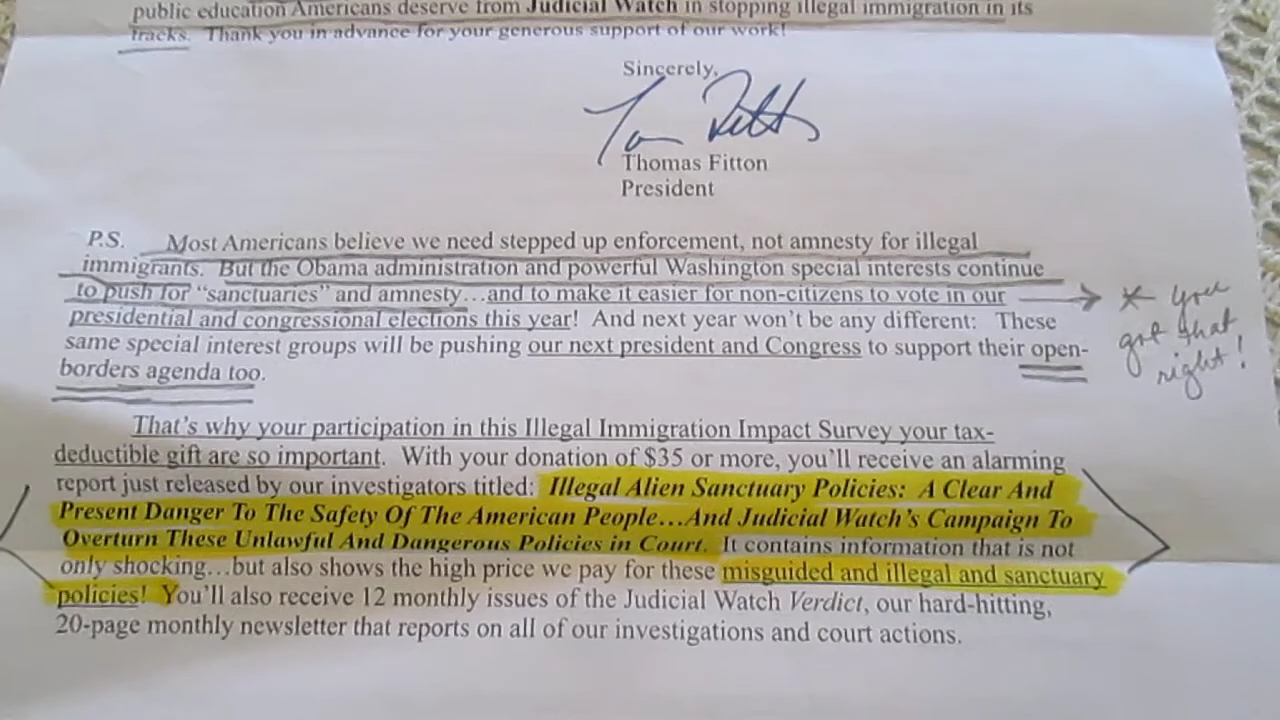 public education Americans deserve from Judicial Watch in stopping illegal immigration in its
tracks. Thank you in advance for your generous support of our work!
Sincerely,
Tom Fitton
Thomas Fitton
President
P.S. Most Americans believe we need stepped up enforcement, not amnesty for illegal
immigrants. But the Obama administration and powerful Washington special interests continue
to push for “sanctuaries” and amnesty…and to make it easier for non-citizens to vote in our
presidential and congressional elections this year! And next year won’t be any different: These
same special interest groups will be pushing our next president and Congress to support their open-
borders agenda too.
* you
got that
right!
That’s why your participation in this Illegal Immigration Impact Survey your tax-
deductible gift are so important. With your donation of $35 or more, you’ll receive an alarming
report just released by our investigators titled: Illegal Alien Sanctuary Policies: A Clear And
Present Danger To The Safety Of The American People…And Judicial Watch’s Campaign To
Overturn These Unlawful And Dangerous Policies in Court. It contains information that is not
only shocking…but also shows the high price we pay for these misguided and illegal and sanctuary
policies! You’ll also receive 12 monthly issues of the Judicial Watch Verdict, our hard-hitting,
20-page monthly newsletter that reports on all of our investigations and court actions.